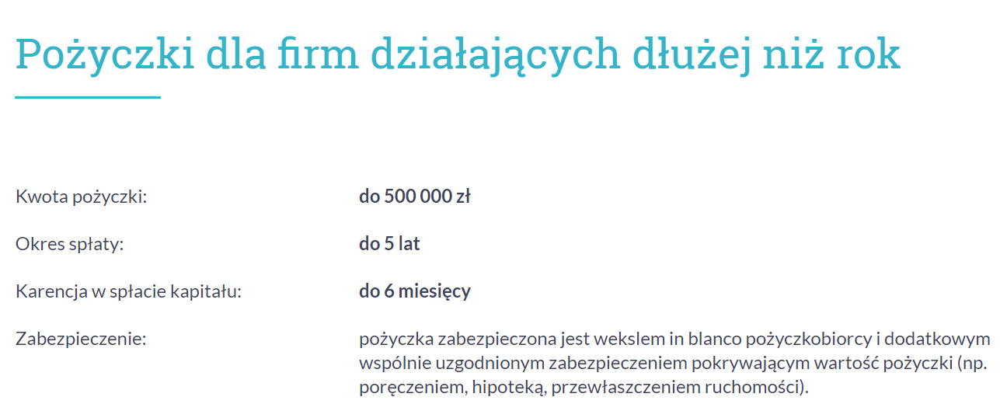 Pożyczki dla firm działających dłużej niż rok
Kwota pożyczki: do 500 000 zł
Okres spłaty: do 5 lat
Karencja w spłacie kapitału: do 6 miesięcy
Zabezpieczenie: pożyczka zabezpieczona jest wekslem in blanco pożyczkobiorcy i dodatkowym
wspólnie uzgodnionym zabezpieczeniem pokrywającym wartość pożyczki (np.
poręczeniem, hipoteką, przewłaszczeniem ruchomości).